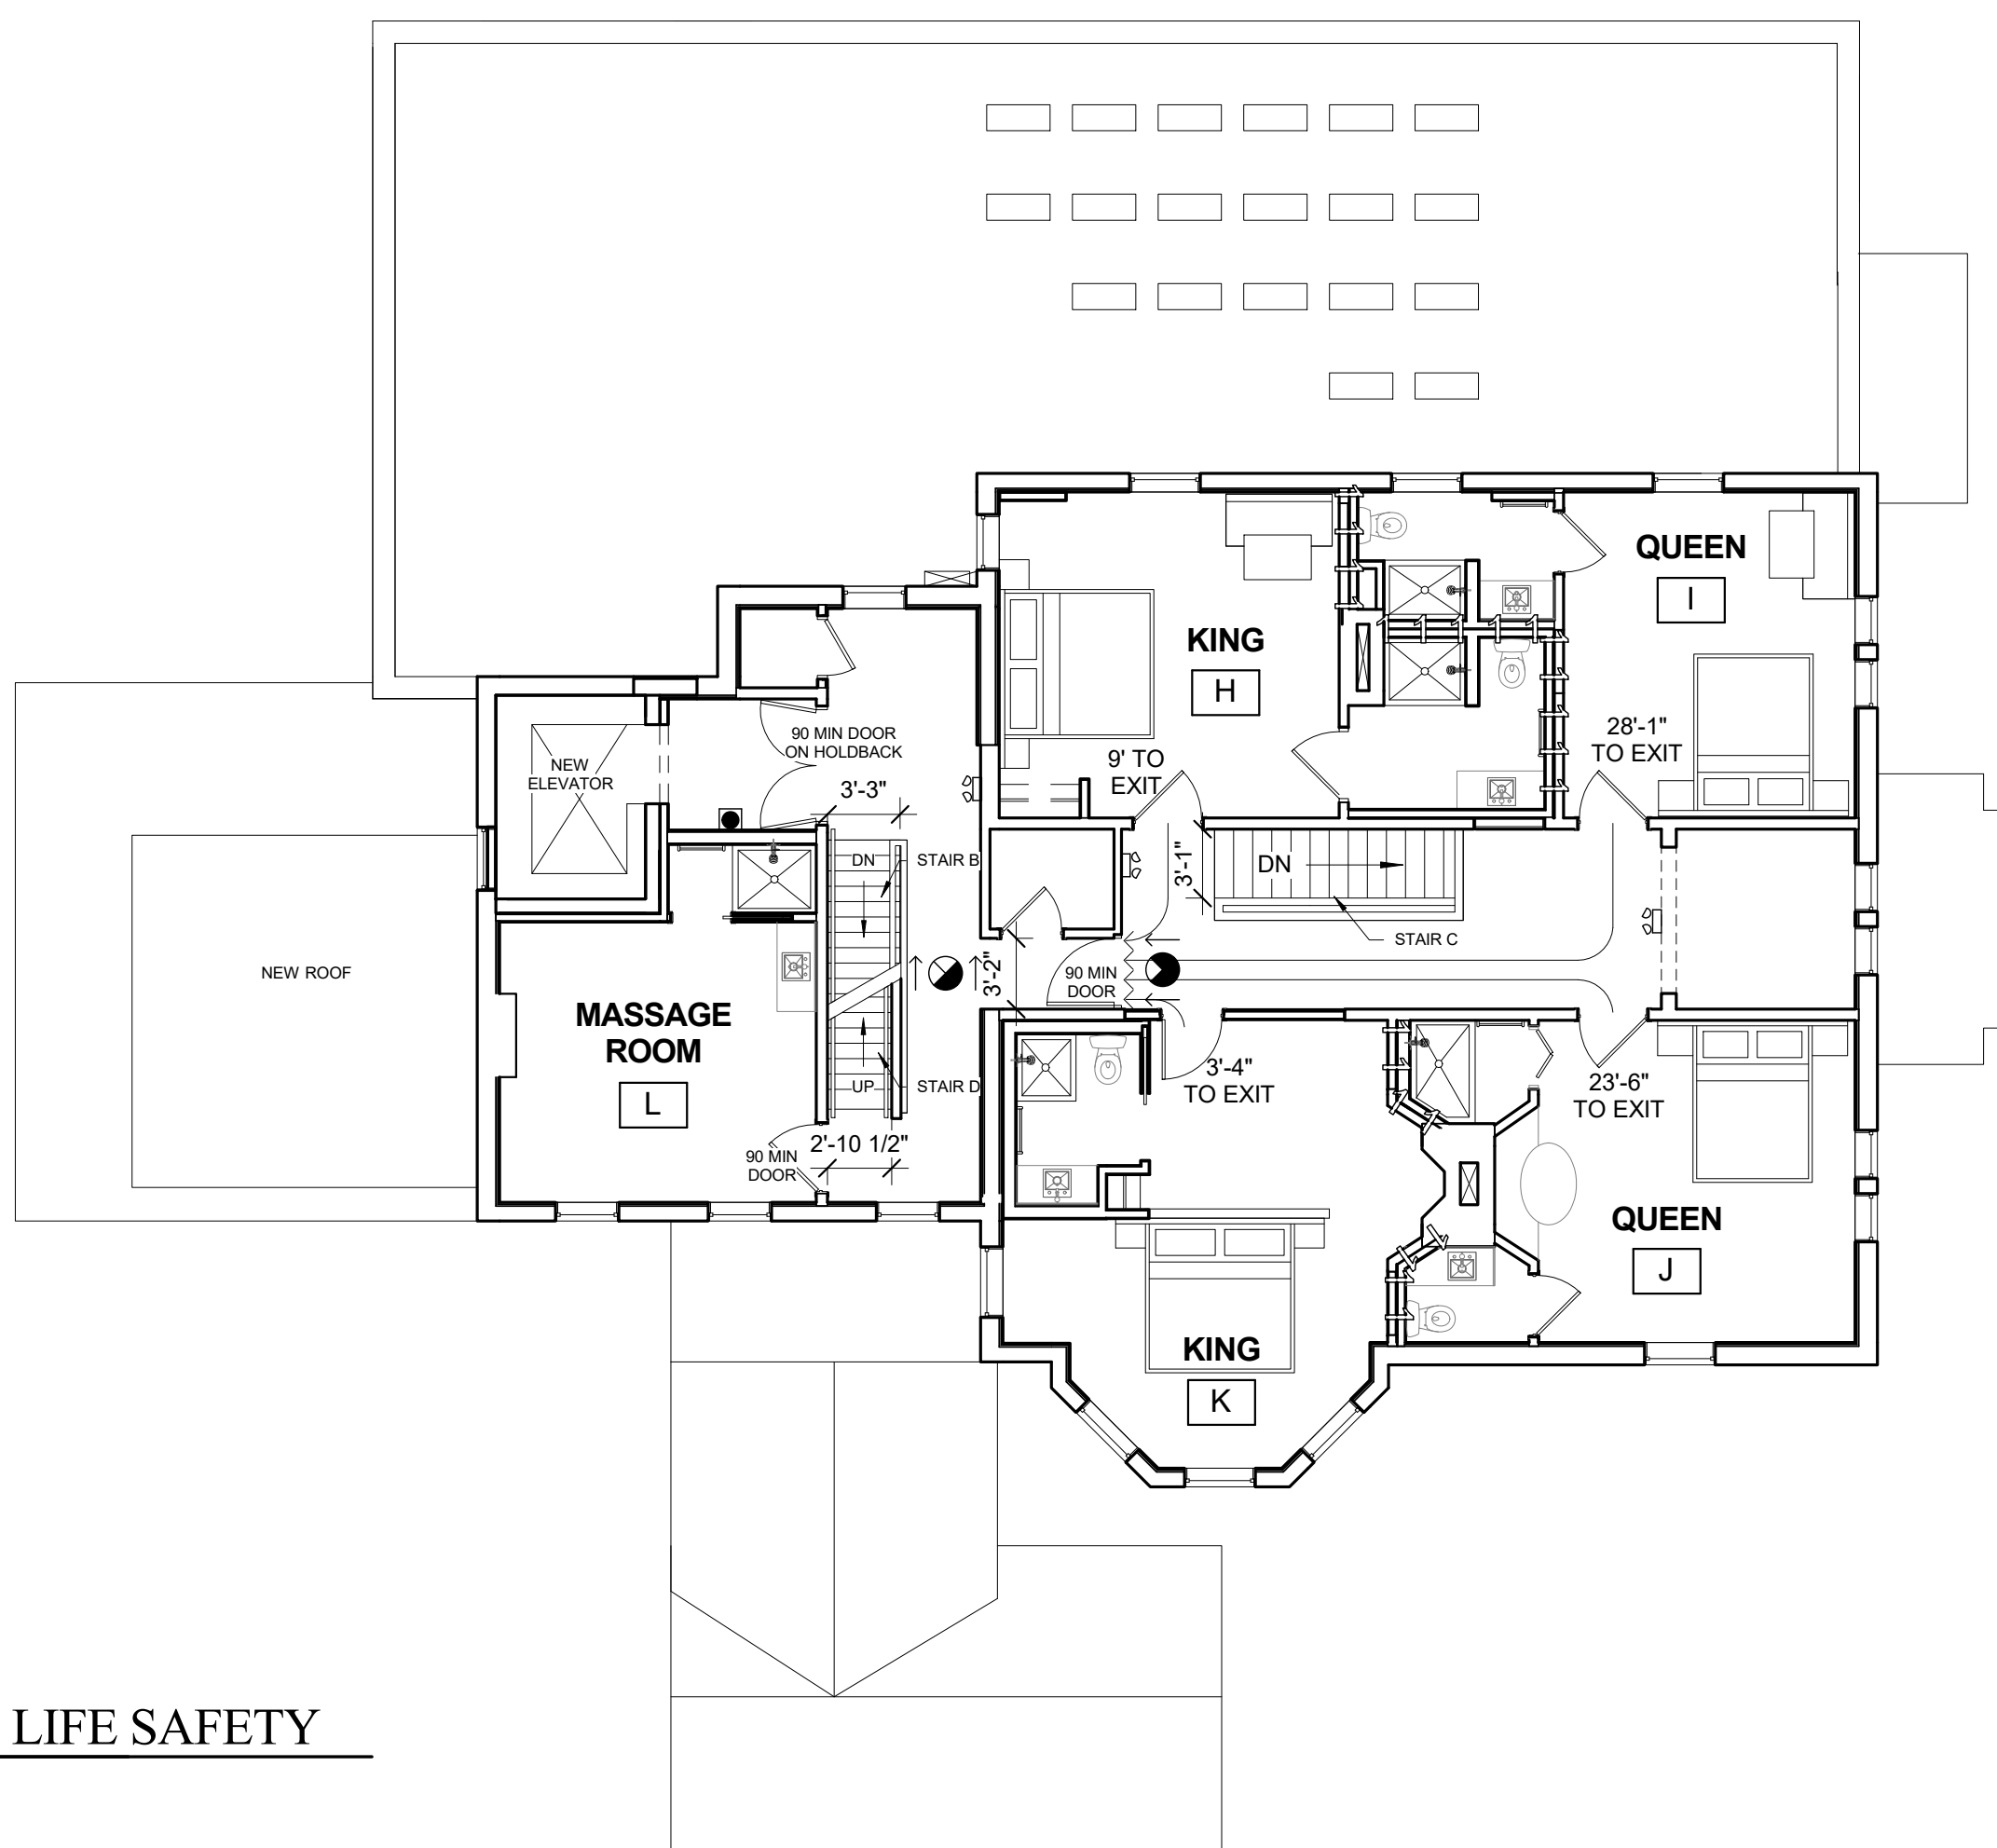 QUEEN
I
KING
H
28'-1"
TO EXIT
90 MIN DOOR
ON HOLDBACK
9' TO
EXIT
NEW
ELEVATOR
3'-3"
DN
STAIR B
3'-1"
DN
STAIR C
NEW ROOF
3'-2"
90 MIN
DOOR
MASSAGE
ROOM
L
UP
STAIR D
3'-4"
TO EXIT
23'-6"
TO EXIT
2'-10 1/2"
90 MIN
DOOR
QUEEN
J
KING
K
LIFE SAFETY